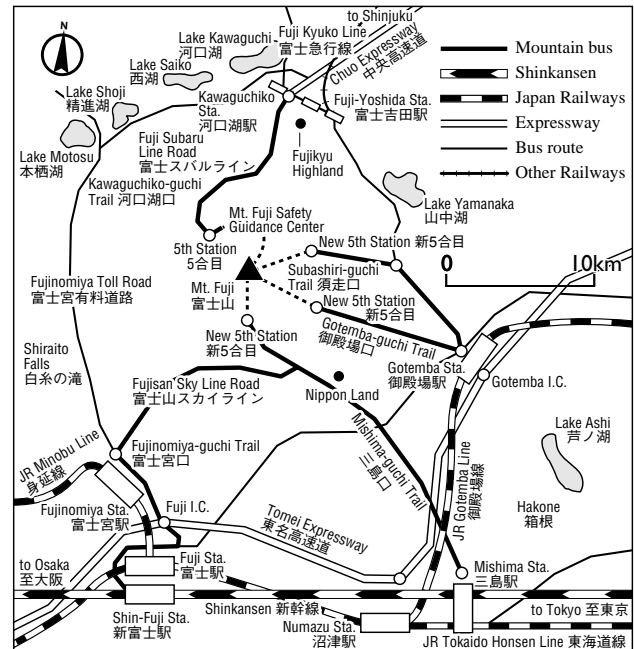 to Shinjuku
Fuji Kyuko Line
富士急行線
Chuo Expressway
中央高速道
Lake Kawaguchi
河口湖
Lake Saiko
西湖
Lake Shoji
精進湖
Lake Motosu
本栖湖
Kawaguchiko
Sta.
河口湖駅
Fuji-Yoshida Sta.
富士吉田駅
Fujikyu
Highland
Mountain bus
Shinkansen
Japan Railways
Expressway
Bus route
Other Railways
Fuji Subaru
Line Road
富士スバルライン
Kawaguchiko-guchi
Trail 河口湖口
Lake Yamanaka
山中湖
Mt. Fuji Safety
Guidance Center
5th Station
5合目
New 5th Station 新5合目
Subashiri-guchi
Trail 須走口
0 10km
Mt. Fuji
富士山
New 5th Station
新5合目
Gotemba-guchi Trail
御殿場口
Fujinomiya Toll Road
富士宮有料道路
New 5th Station
新5合目
Gotemba Sta.
御殿場駅
Gotemba I.C.
Shiraito
Falls
白糸の滝
Fujisan Sky Line Road
富士山スカイライン
Nippon Land
Mishima-guchi Trail
三島口
Lake Ashi
芦ノ湖
JR Minobu Line
身延線
Fujinomiya-guchi Trail
富士宮口
JR Gotemba Line
御殿場線
Hakone
箱根
Fujinomiya Sta.
富士宮駅
Fuji I.C.
Tomei Expressway
東名高速道
to Osaka
至大阪
Fuji Sta.
富士駅
Mishima Sta.
三島駅
Shin-Fuji Sta.
新富士駅
Shinkansen 新幹線
to Tokyo 至東京
Numazu Sta.
沼津駅
JR Tokaido Honsen Line 東海道線